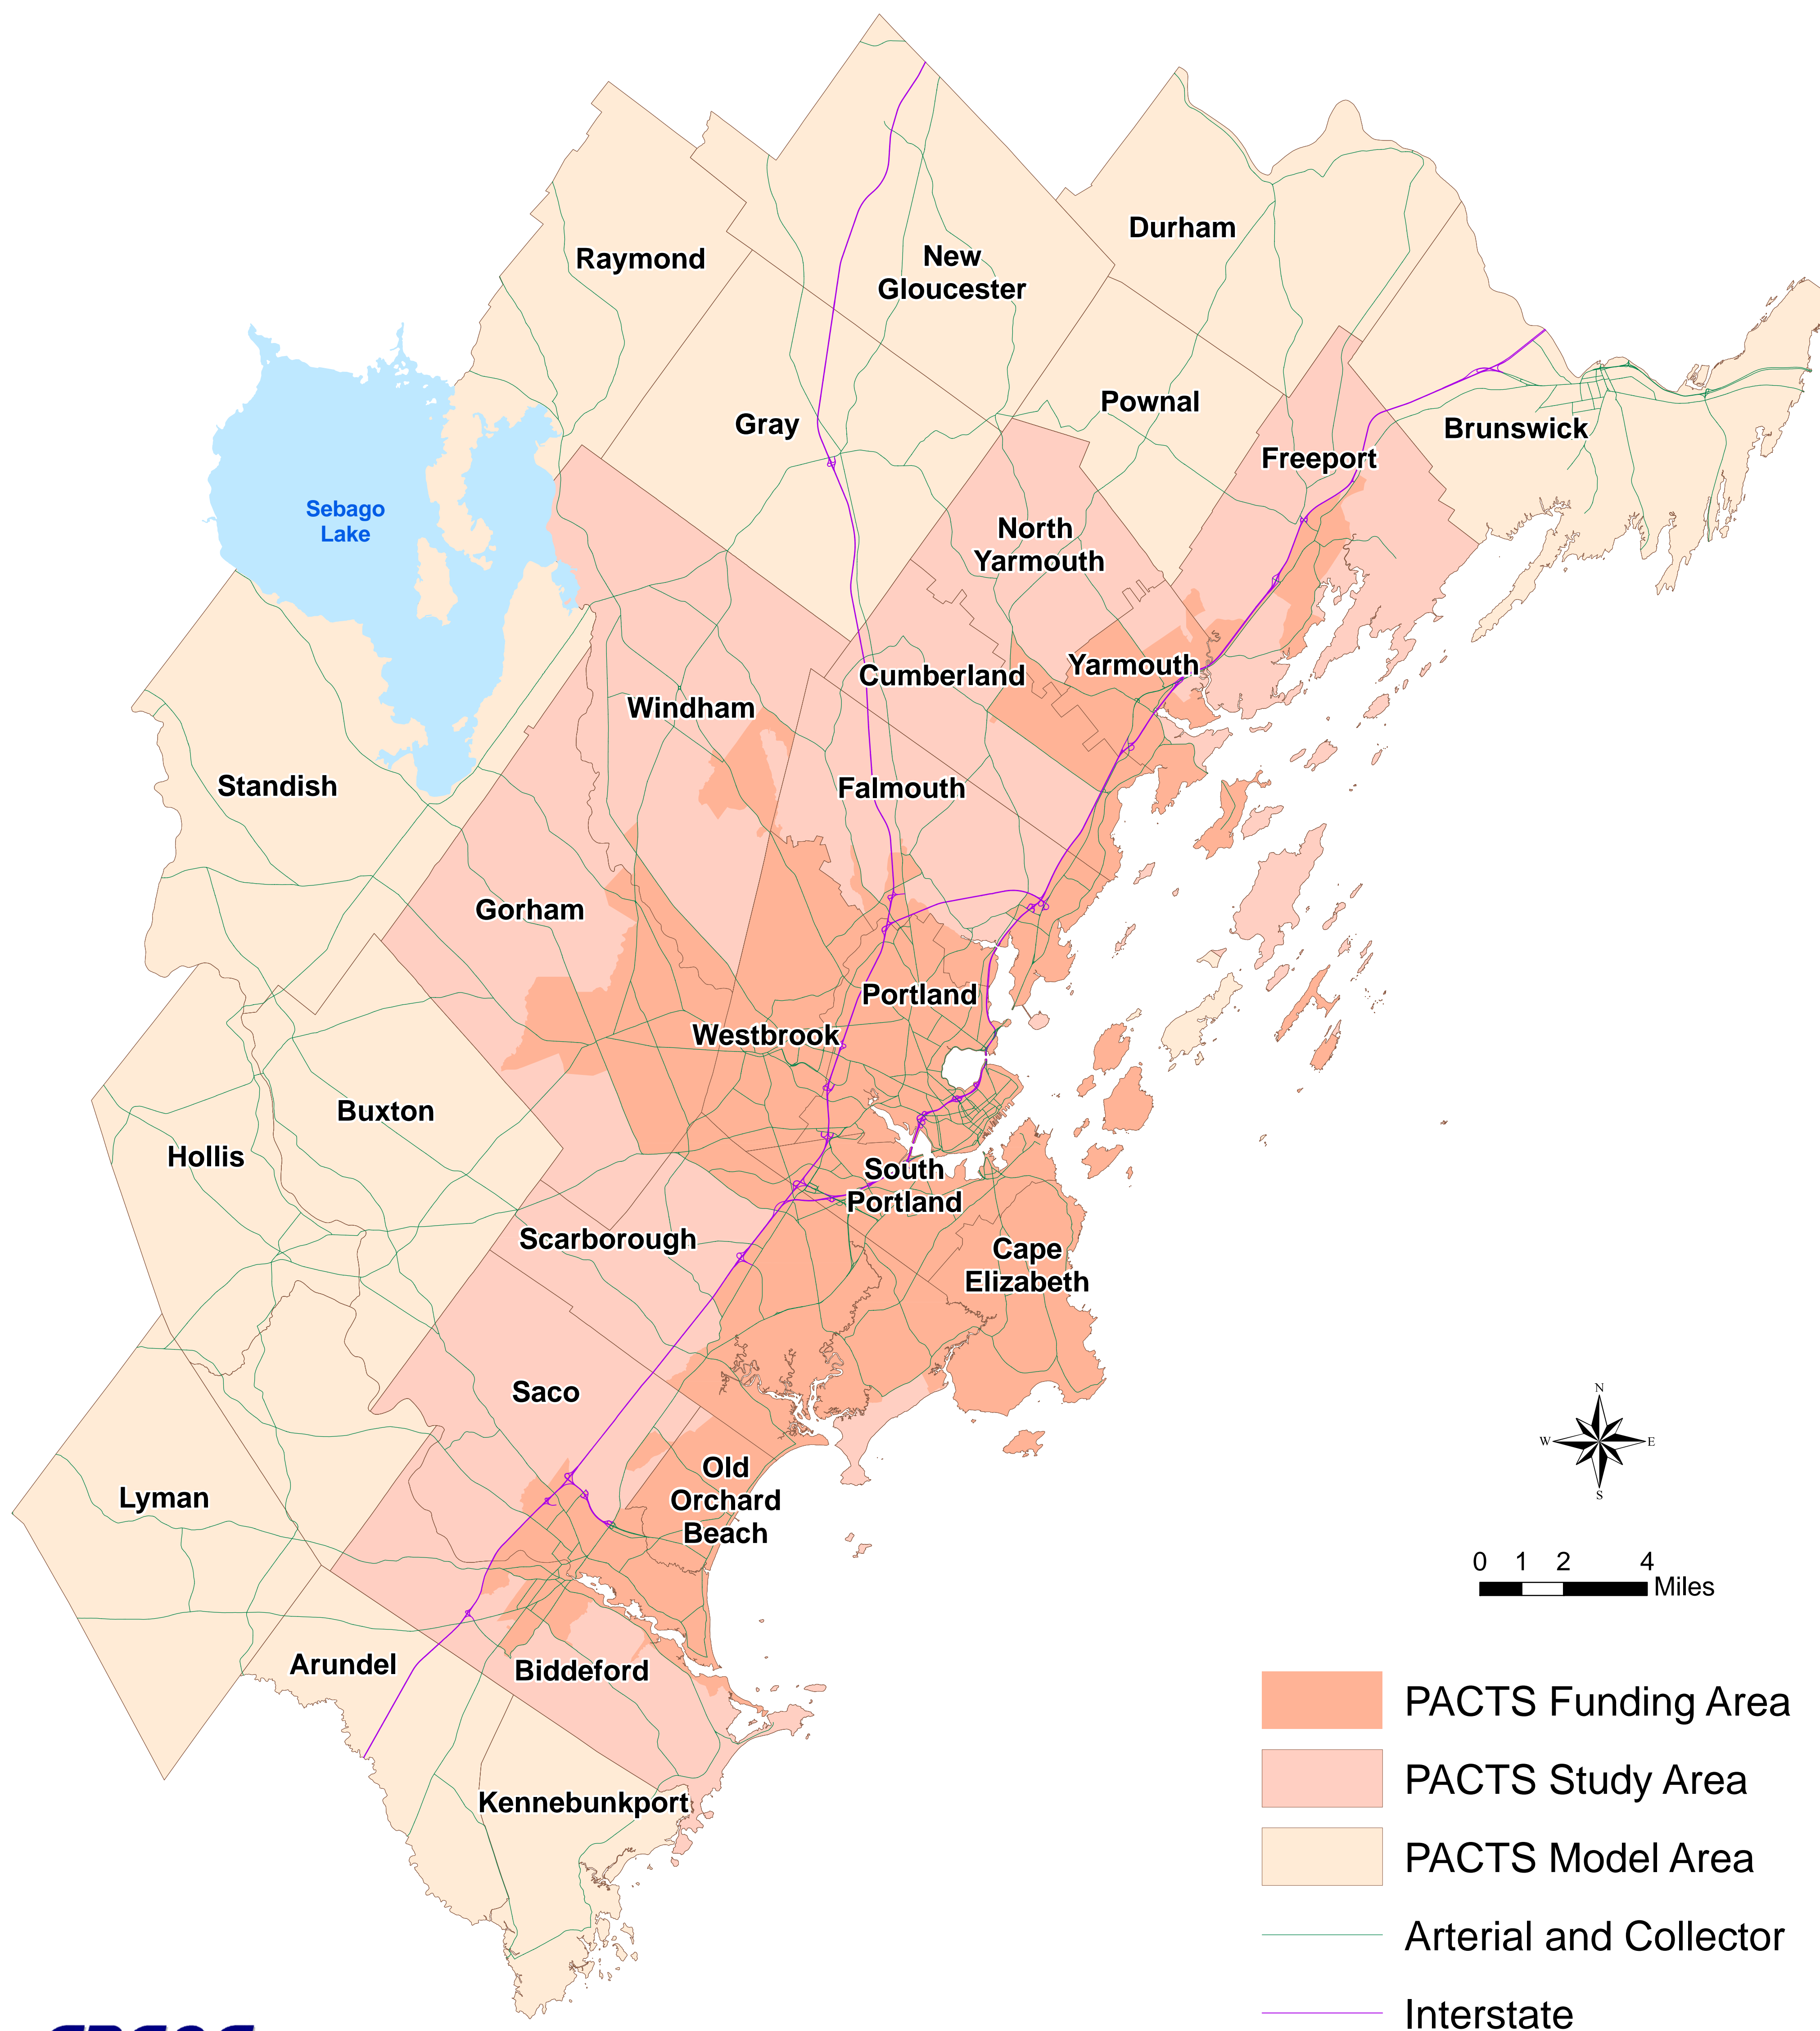 Durham
Raymond
New
Gloucester
Pownal
Gray
Brunswick
Freeport
Sebago
Lake
North
Yarmouth
Yarmouth
Cumberland
Windham
Standish
Falmouth
Gorham
Portland
Westbrook
Buxton
Hollis
South
Portland
Scarborough
Cape
Elizabeth
Saco
Old
Orchard
Beach
Lyman
Arundel
Biddeford
Kennebunkport
N
W E
S
0 1 2 4
Miles
PACTS Funding Area
PACTS Study Area
PACTS Model Area
Arterial and Collector
Interstate